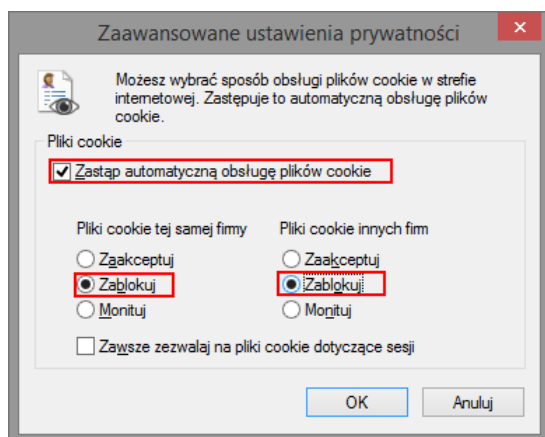 Zaawansowane ustawienia prywatności
Możesz wybrać sposób obsługi plików cookie w strefie
internetowej. Zastępuje to automatyczną obsługę plików
cookie.
Pliki cookie
Zastąp automatyczną obsługę plików cookie
Pliki cookie tej samej firmy
Zaakceptuj
Zablokuj
Monituj
Pliki cookie innych firm
Zaakceptuj
Zablokuj
Monituj
Zawsze zezwalaj na pliki cookie dotyczące sesji
OK
Anuluj